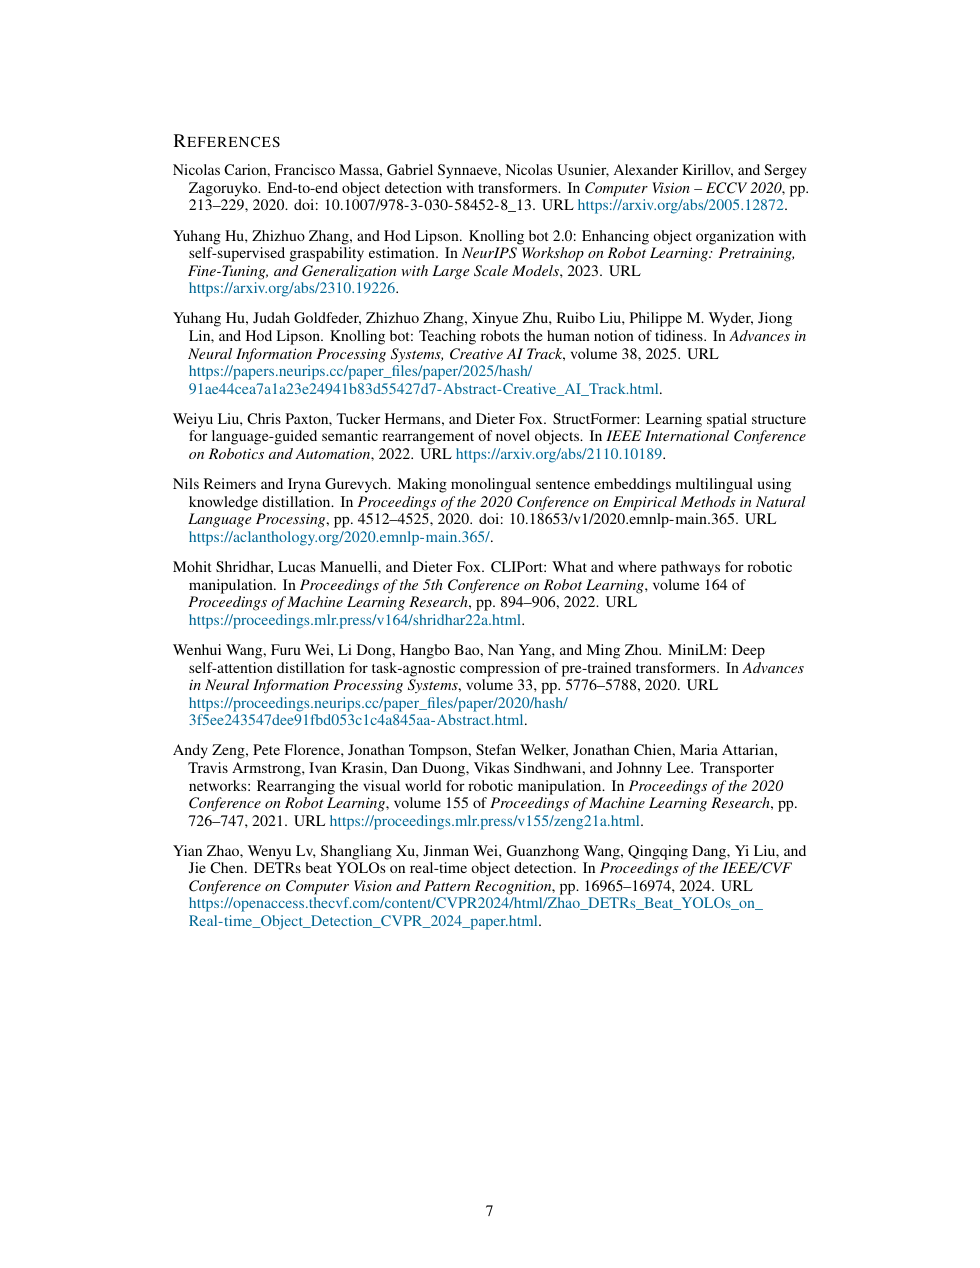 REFERENCES
Nicolas Carion, Francisco Massa, Gabriel Synnaeve, Nicolas Usunier, Alexander Kirillov, and Sergey
Zagoruyko. End-to-end object detection with transformers. In Computer Vision – ECCV 2020, pp.
213–229, 2020. doi: 10.1007/978-3-030-58452-8_13. URL https://arxiv.org/abs/2005.12872.
Yuhang Hu, Zhizhuo Zhang, and Hod Lipson. Knolling bot 2.0: Enhancing object organization with
self-supervised graspability estimation. In NeurIPS Workshop on Robot Learning: Pretraining,
Fine-Tuning, and Generalization with Large Scale Models, 2023. URL
https://arxiv.org/abs/2310.19226.
Yuhang Hu, Judah Goldfeder, Zhizhuo Zhang, Xinyue Zhu, Ruibo Liu, Philippe M. Wyder, Jiong
Lin, and Hod Lipson. Knolling bot: Teaching robots the human notion of tidiness. In Advances in
Neural Information Processing Systems, Creative AI Track, volume 38, 2025. URL
https://papers.neurips.cc/paper_files/paper/2025/hash/
91ae44cea7a1a23e24941b83d55427d7-Abstract-Creative_AI_Track.html.
Weiyu Liu, Chris Paxton, Tucker Hermans, and Dieter Fox. StructFormer: Learning spatial structure
for language-guided semantic rearrangement of novel objects. In IEEE International Conference
on Robotics and Automation, 2022. URL https://arxiv.org/abs/2110.10189.
Nils Reimers and Iryna Gurevych. Making monolingual sentence embeddings multilingual using
knowledge distillation. In Proceedings of the 2020 Conference on Empirical Methods in Natural
Language Processing, pp. 4512–4525, 2020. doi: 10.18653/v1/2020.emnlp-main.365. URL
https://aclanthology.org/2020.emnlp-main.365/.
Mohit Shridhar, Lucas Manuelli, and Dieter Fox. CLIPort: What and where pathways for robotic
manipulation. In Proceedings of the 5th Conference on Robot Learning, volume 164 of
Proceedings of Machine Learning Research, pp. 894–906, 2022. URL
https://proceedings.mlr.press/v164/shridhar22a.html.
Wenhui Wang, Furu Wei, Li Dong, Hangbo Bao, Nan Yang, and Ming Zhou. MiniLM: Deep
self-attention distillation for task-agnostic compression of pre-trained transformers. In Advances
in Neural Information Processing Systems, volume 33, pp. 5776–5788, 2020. URL
https://proceedings.neurips.cc/paper_files/paper/2020/hash/
3f5ee243547dee91fbd053c1c4a845aa-Abstract.html.
Andy Zeng, Pete Florence, Jonathan Tompson, Stefan Welker, Jonathan Chien, Maria Attarian,
Travis Armstrong, Ivan Krasin, Dan Duong, Vikas Sindhwani, and Johnny Lee. Transporter
networks: Rearranging the visual world for robotic manipulation. In Proceedings of the 2020
Conference on Robot Learning, volume 155 of Proceedings of Machine Learning Research, pp.
726–747, 2021. URL https://proceedings.mlr.press/v155/zeng21a.html.
Yian Zhao, Wenyu Lv, Shangliang Xu, Jinman Wei, Guanzhong Wang, Qingqing Dang, Yi Liu, and
Jie Chen. DETRs beat YOLOs on real-time object detection. In Proceedings of the IEEE/CVF
Conference on Computer Vision and Pattern Recognition, pp. 16965–16974, 2024. URL
https://openaccess.thecvf.com/content/CVPR2024/html/Zhao_DETRs_Beat_YOLOs_on_
Real-time_Object_Detection_CVPR_2024_paper.html.
7